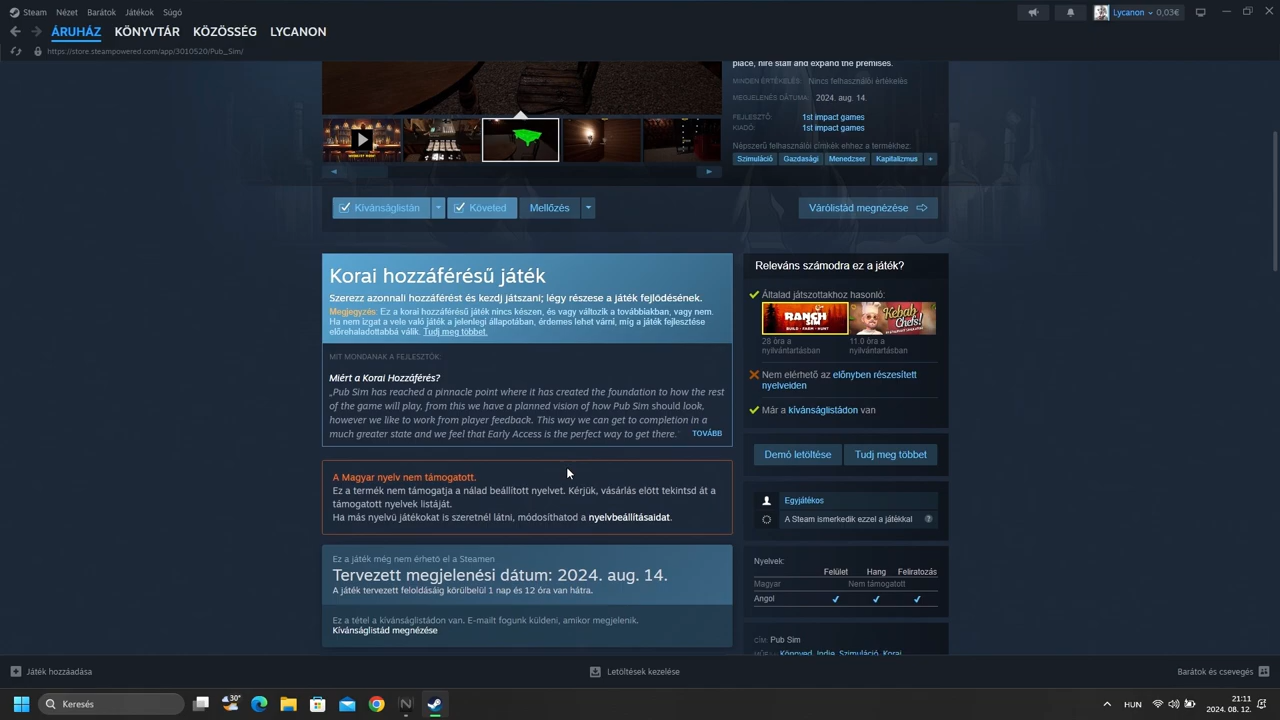 Steam Nézet Barátok Játékok Súgó
Lycanon 0,03€
ÁRUHÁZ KÖNYVTÁR KÖZÖSSÉG LYCANON
https://store.steampowered.com/app/3010520/Pub_Sim/
place, hire staff and expand the premises.
MINDEN ÉRTÉKELÉS: Nincs felhasználói értékelés
MEGJELENÉS DÁTUMA: 2024. aug. 14.
FEJLESZTŐ: 1st impact games
KIADÓ: 1st impact games
Népszerű felhasználói címkék ehhez a termékhez:
Szimuláció Gazdasági Menedzser Kapitalizmus +
Kívánságlistán Követed Mellőzés Várólistád megnézése
Korai hozzáférésű játék
Szerezz azonnali hozzáférést és kezdj játszani; légy részese a játék fejlődésének.
Megjegyzés: Ez a korai hozzáférésű játék nincs készen, és vagy változik a továbbiakban, vagy nem.
Ha nem izgat a vele való játék a jelenlegi állapotában, érdemes lehet várni, míg a játék fejlesztése
előrehaladottabbá válik. Tudj meg többet.
MIT MONDANAK A FEJLESZTŐK:
Miért a Korai Hozzáférés?
„Pub Sim has reached a pinnacle point where it has created the foundation to how the rest
of the game will play, from this we have a planned vision of how Pub Sim should look,
however we like to work from player feedback. This way we can get to completion in a
much greater state and we feel that Early Access is the perfect way to get there.
TOVÁBB
A Magyar nyelv nem támogatott.
Ez a termék nem támogatja a nálad beállított nyelvet. Kérjük, vásárlás előtt tekintsd át a
támogatott nyelvek listáját.
Ha más nyelvű játékokat is szeretnél látni, módosíthatod a nyelvbeállításaidat.
Ez a játék még nem érhető el a Steamen
Tervezett megjelenési dátum: 2024. aug. 14.
A játék tervezett feloldásáig körülbelül 1 nap és 12 óra van hátra.
Ez a tétel a kívánságlistádon van. E-mailt fogunk küldeni, amikor megjelenik.
Kívánságlistád megnézése
Releváns számodra ez a játék?
Általad játszottakhoz hasonló:
RANCH SIM
BUILD • FARM • HUNT
Kebab Chefs!
28 óra a nyilvántartásban
11.0 óra a nyilvántartásban
Nem elérhető az előnyben részesített
nyelveiden
Már a kívánságlistádon van
Demó letöltése Tudj meg többet
Egyjátékos
A Steam ismerkedik ezzel a játékkal ?
Nyelvek:
Felület Hang Feliratozás
Magyar Nem támogatott
Angol
CÍM: Pub Sim
MŰFAJ: Könnyed, Indie, Szimuláció, Korai
Játék hozzáadása Letöltések kezelése Barátok és csevegés
Keresés
30°
HUN
21:11
2024. 08. 12.